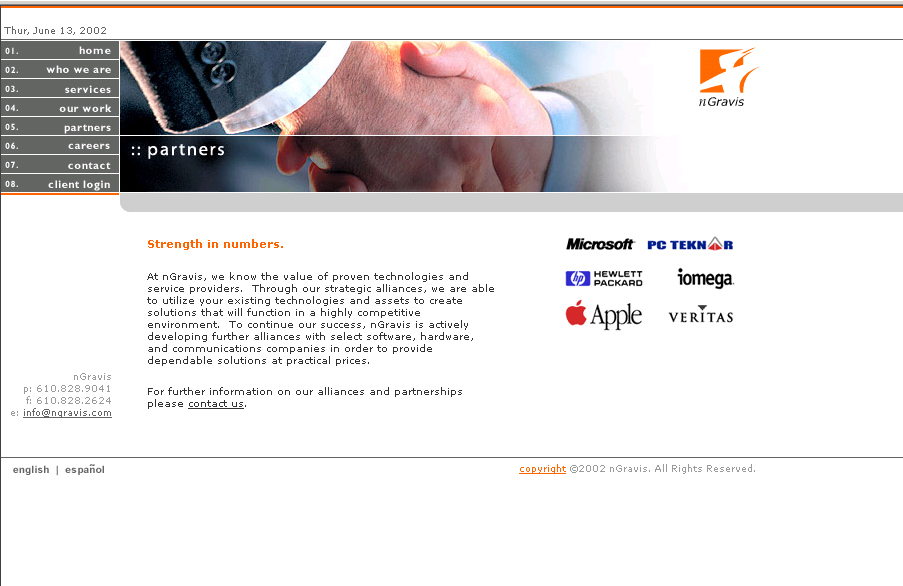 Thur, June 13, 2002
01. home
02. who we are
03. services
04. our work
05. partners
06. careers
07. contact
08. client login
nGravis
:: partners
Strength in numbers.
At nGravis, we know the value of proven technologies and
service providers. Through our strategic alliances, we are able
to utilize your existing technologies and assets to create
solutions that will function in a highly competitive
environment. To continue our success, nGravis is actively
developing further alliances with select software, hardware,
and communications companies in order to provide
dependable solutions at practical prices.
For further information on our alliances and partnerships
please contact us.
Microsoft PC TEKNAR
hp HEWLETT
PACKARD
iomega
Apple VERITAS
nGravis
p: 610.828.9041
f: 610.828.2624
e: info@ngravis.com
english | español
copyright ©2002 nGravis. All Rights Reserved.